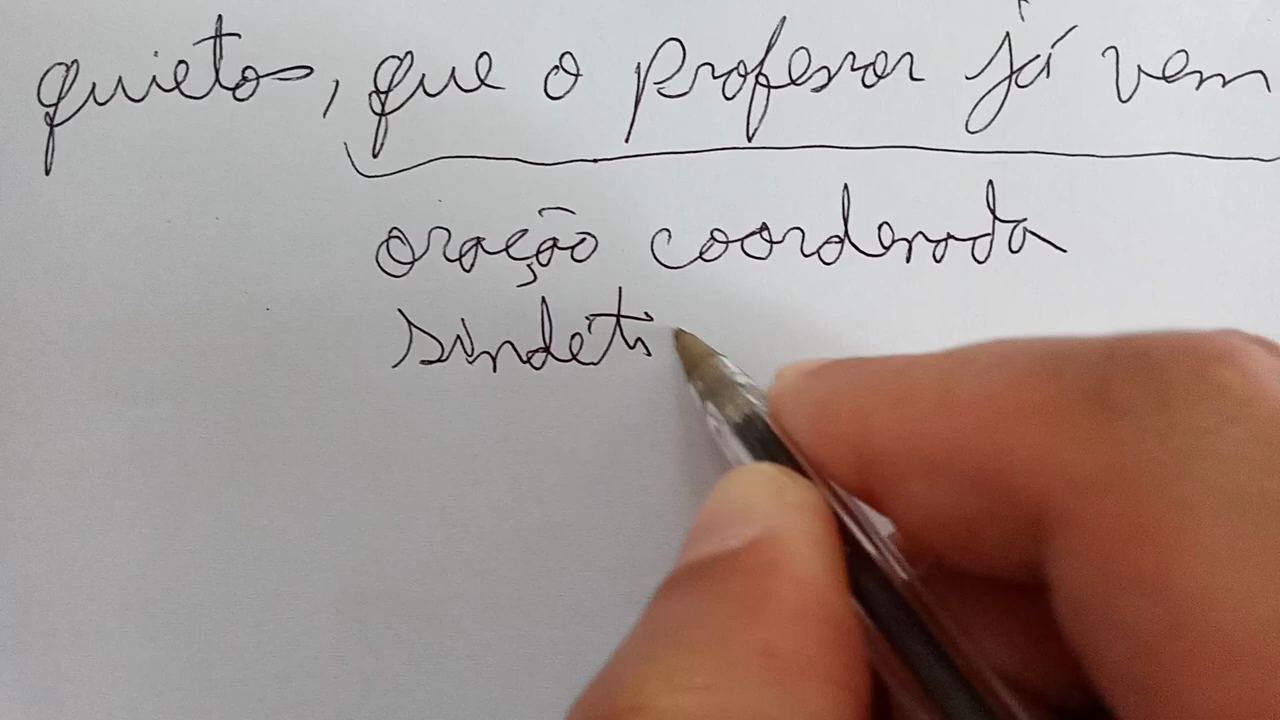 quietos, que o professor já vem
oração coordenada
sindéti